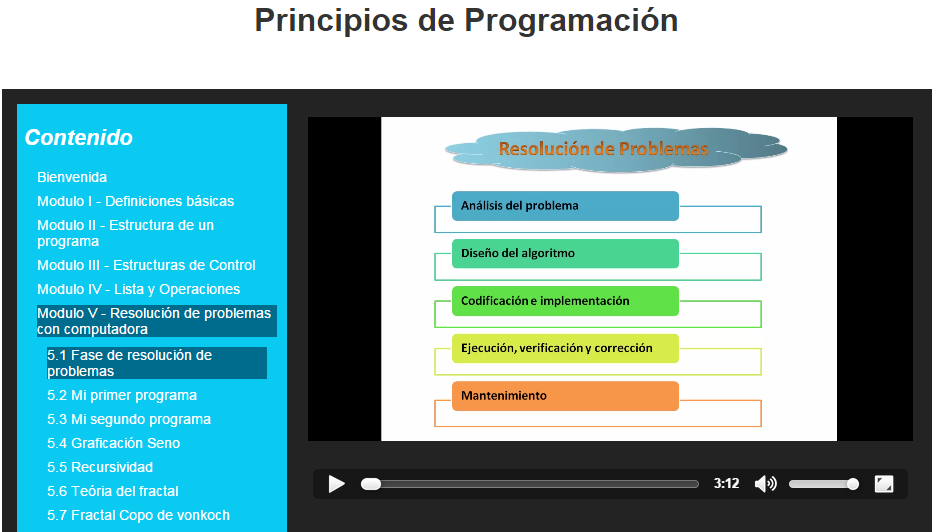 Principios de Programación
Contenido
Bienvenida
Modulo I - Definiciones básicas
Modulo II - Estructura de un
programa
Modulo III - Estructuras de Control
Modulo IV - Lista y Operaciones
Modulo V - Resolución de problemas
con computadora
5.1 Fase de resolución de
problemas
5.2 Mi primer programa
5.3 Mi segundo programa
5.4 Graficación Seno
5.5 Recursividad
5.6 Teória del fractal
5.7 Fractal Copo de vonkoch
Resolución de Problemas
Análisis del problema
Diseño del algoritmo
Codificación e implementación
Ejecución, verificación y corrección
Mantenimiento
3:12